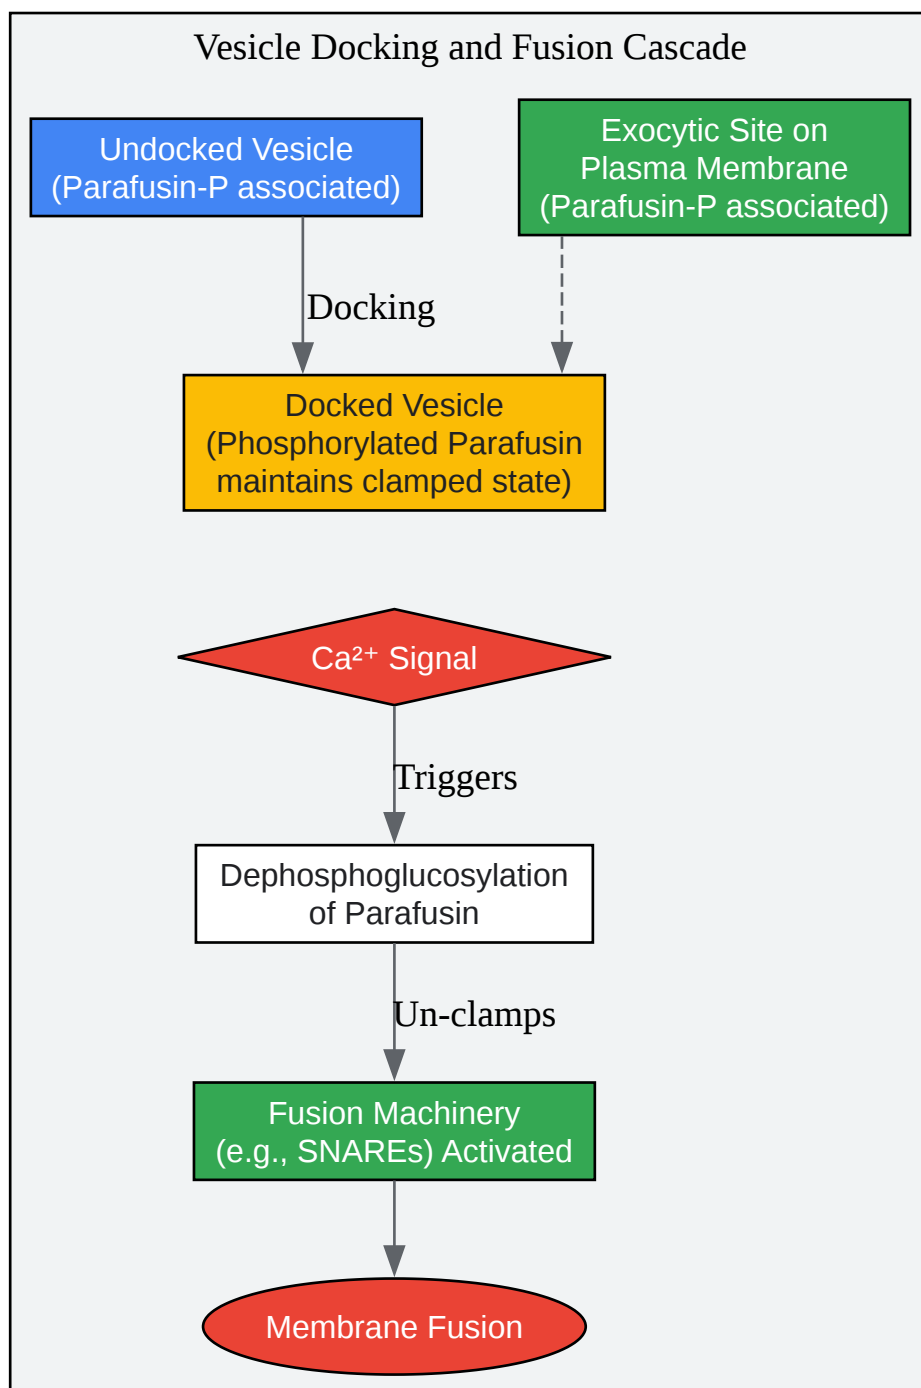 Vesicle Docking and Fusion Cascade
Undocked Vesicle
(Parafusin-P associated)
Exocytic Site on
Plasma Membrane
(Parafusin-P associated)
Docking
Docked Vesicle
(Phosphorylated Parafusin
maintains clamped state)
Ca²⁺ Signal
Triggers
Dephosphoglucosylation
of Parafusin
Un-clamps
Fusion Machinery
(e.g., SNAREs) Activated
Membrane Fusion